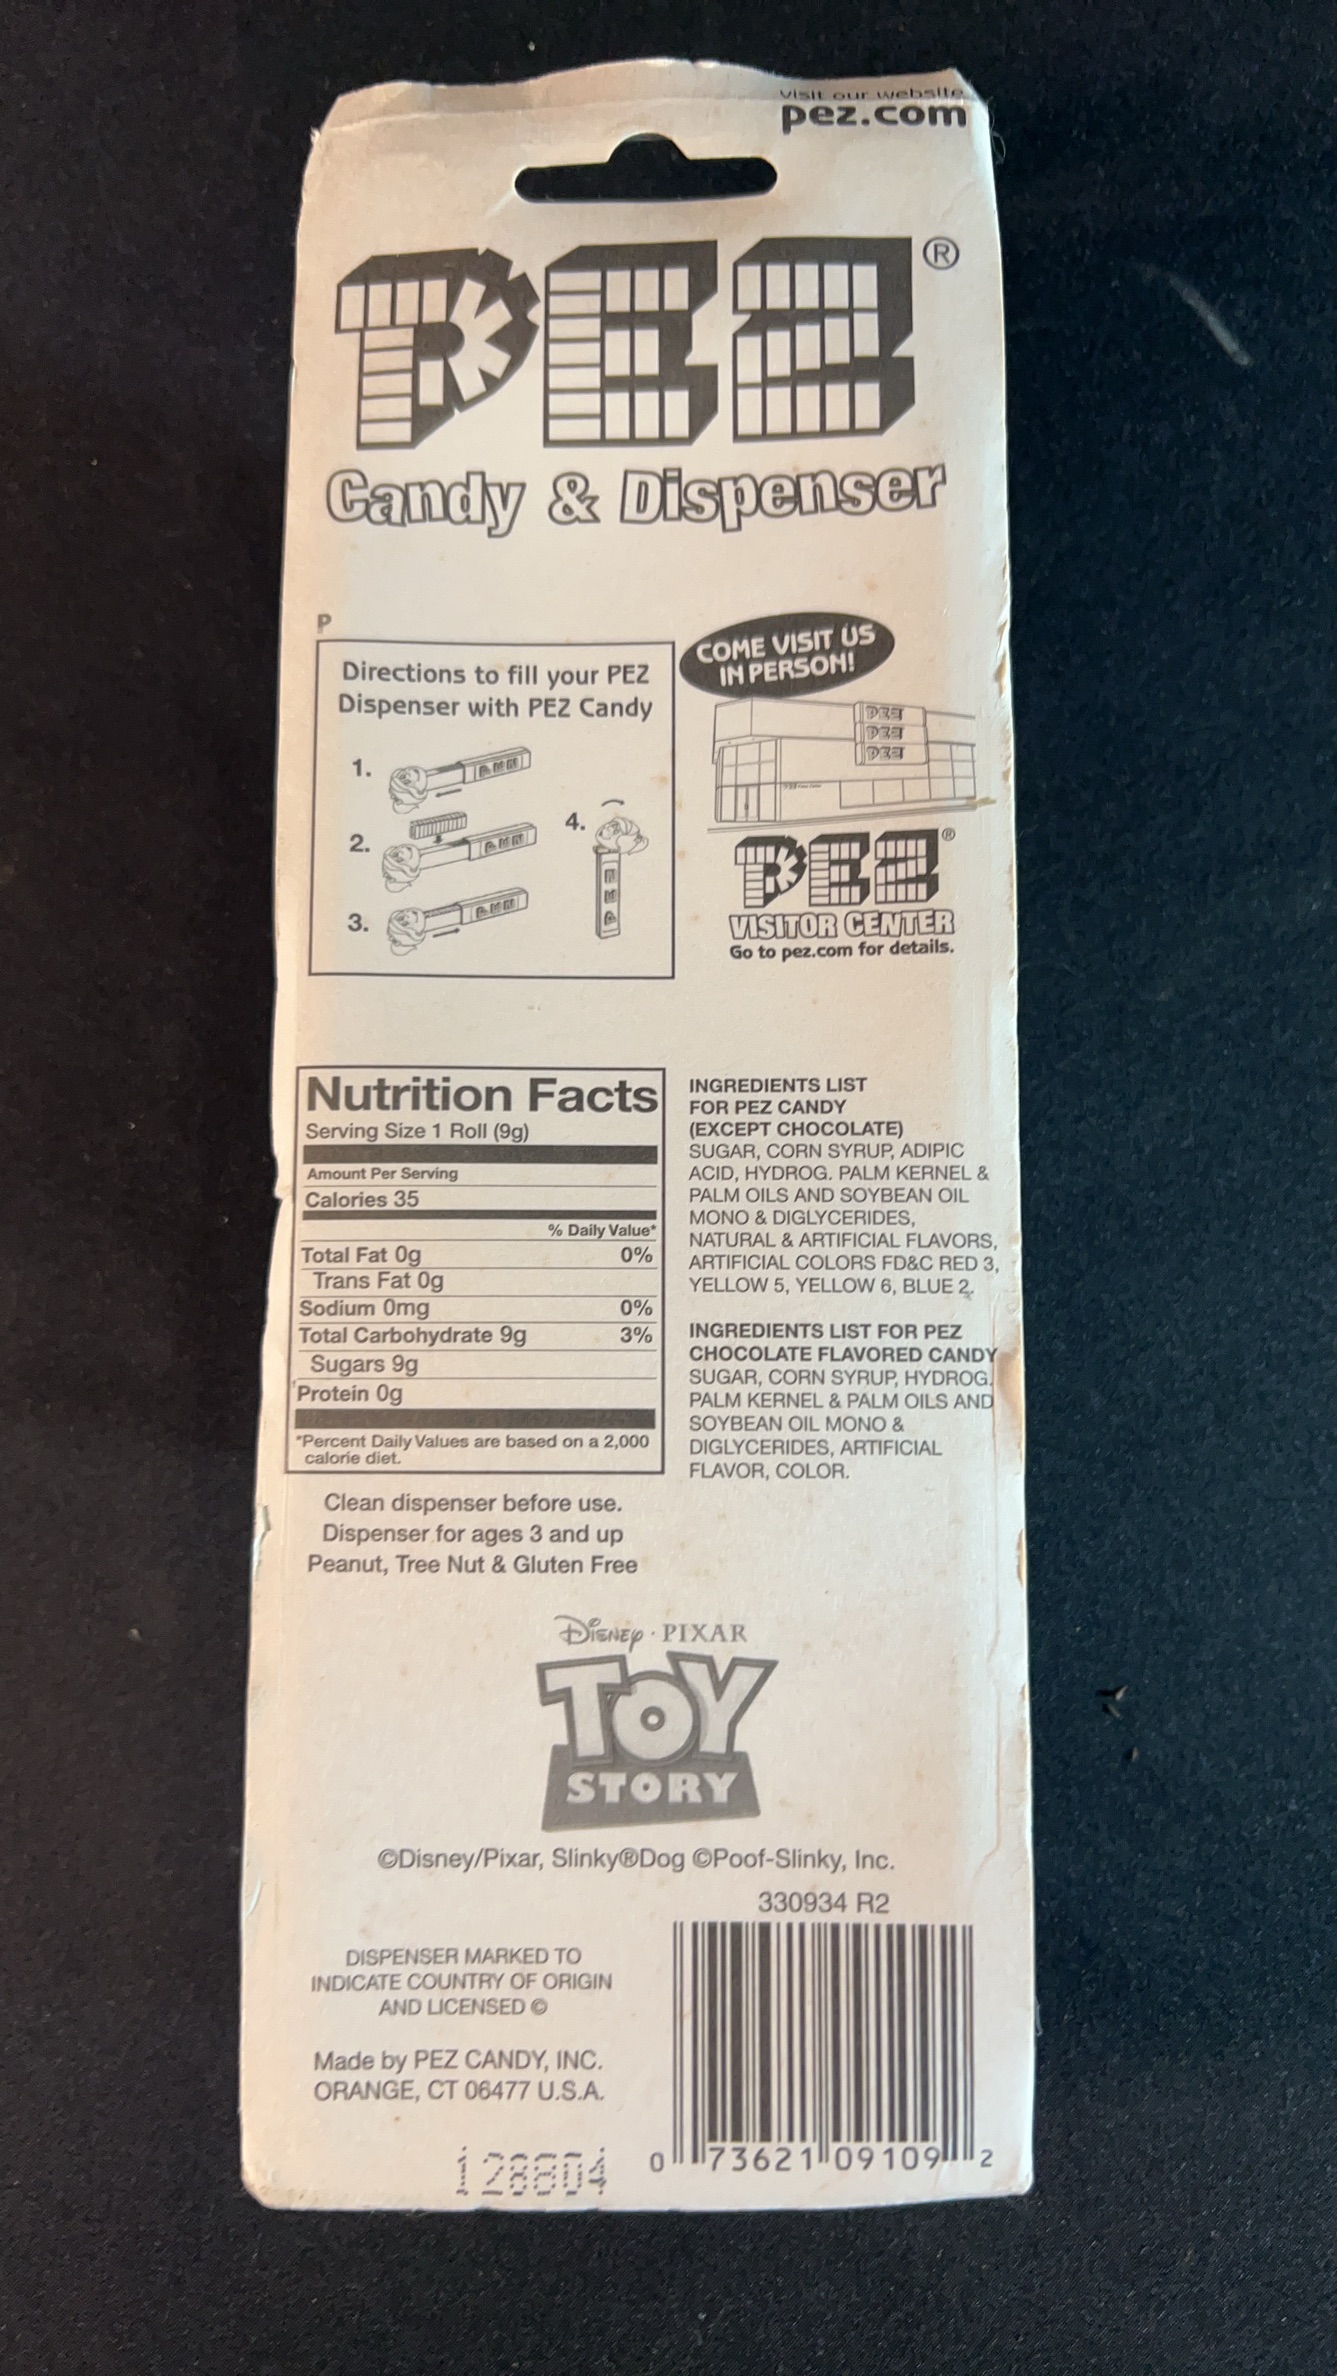 visit our website
pez.com
PEZ®
Candy & Dispenser
P
Directions to fill your PEZ
Dispenser with PEZ Candy
1.
2.
3.
4.
COME VISIT US
IN PERSON!
PEZ
PEZ
PEZ
PEZ®
VISITOR CENTER
Go to pez.com for details.
Nutrition Facts
Serving Size 1 Roll (9g)
Amount Per Serving
Calories 35
% Daily Value*
Total Fat 0g 0%
Trans Fat 0g
Sodium 0mg 0%
Total Carbohydrate 9g 3%
Sugars 9g
Protein 0g
*Percent Daily Values are based on a 2,000
calorie diet.
Clean dispenser before use.
Dispenser for ages 3 and up
Peanut, Tree Nut & Gluten Free
INGREDIENTS LIST
FOR PEZ CANDY
(EXCEPT CHOCOLATE)
SUGAR, CORN SYRUP, ADIPIC
ACID, HYDROG. PALM KERNEL &
PALM OILS AND SOYBEAN OIL
MONO & DIGLYCERIDES,
NATURAL & ARTIFICIAL FLAVORS,
ARTIFICIAL COLORS FD&C RED 3,
YELLOW 5, YELLOW 6, BLUE 2.
INGREDIENTS LIST FOR PEZ
CHOCOLATE FLAVORED CANDY
SUGAR, CORN SYRUP, HYDROG.
PALM KERNEL & PALM OILS AND
SOYBEAN OIL MONO &
DIGLYCERIDES, ARTIFICIAL
FLAVOR, COLOR.
Disney · PIXAR
TOY
STORY
©Disney/Pixar, Slinky®Dog ©Poof-Slinky, Inc.
330934 R2
DISPENSER MARKED TO
INDICATE COUNTRY OF ORIGIN
AND LICENSED ©
Made by PEZ CANDY, INC.
ORANGE, CT 06477 U.S.A.
128804
0 73621 09109 2